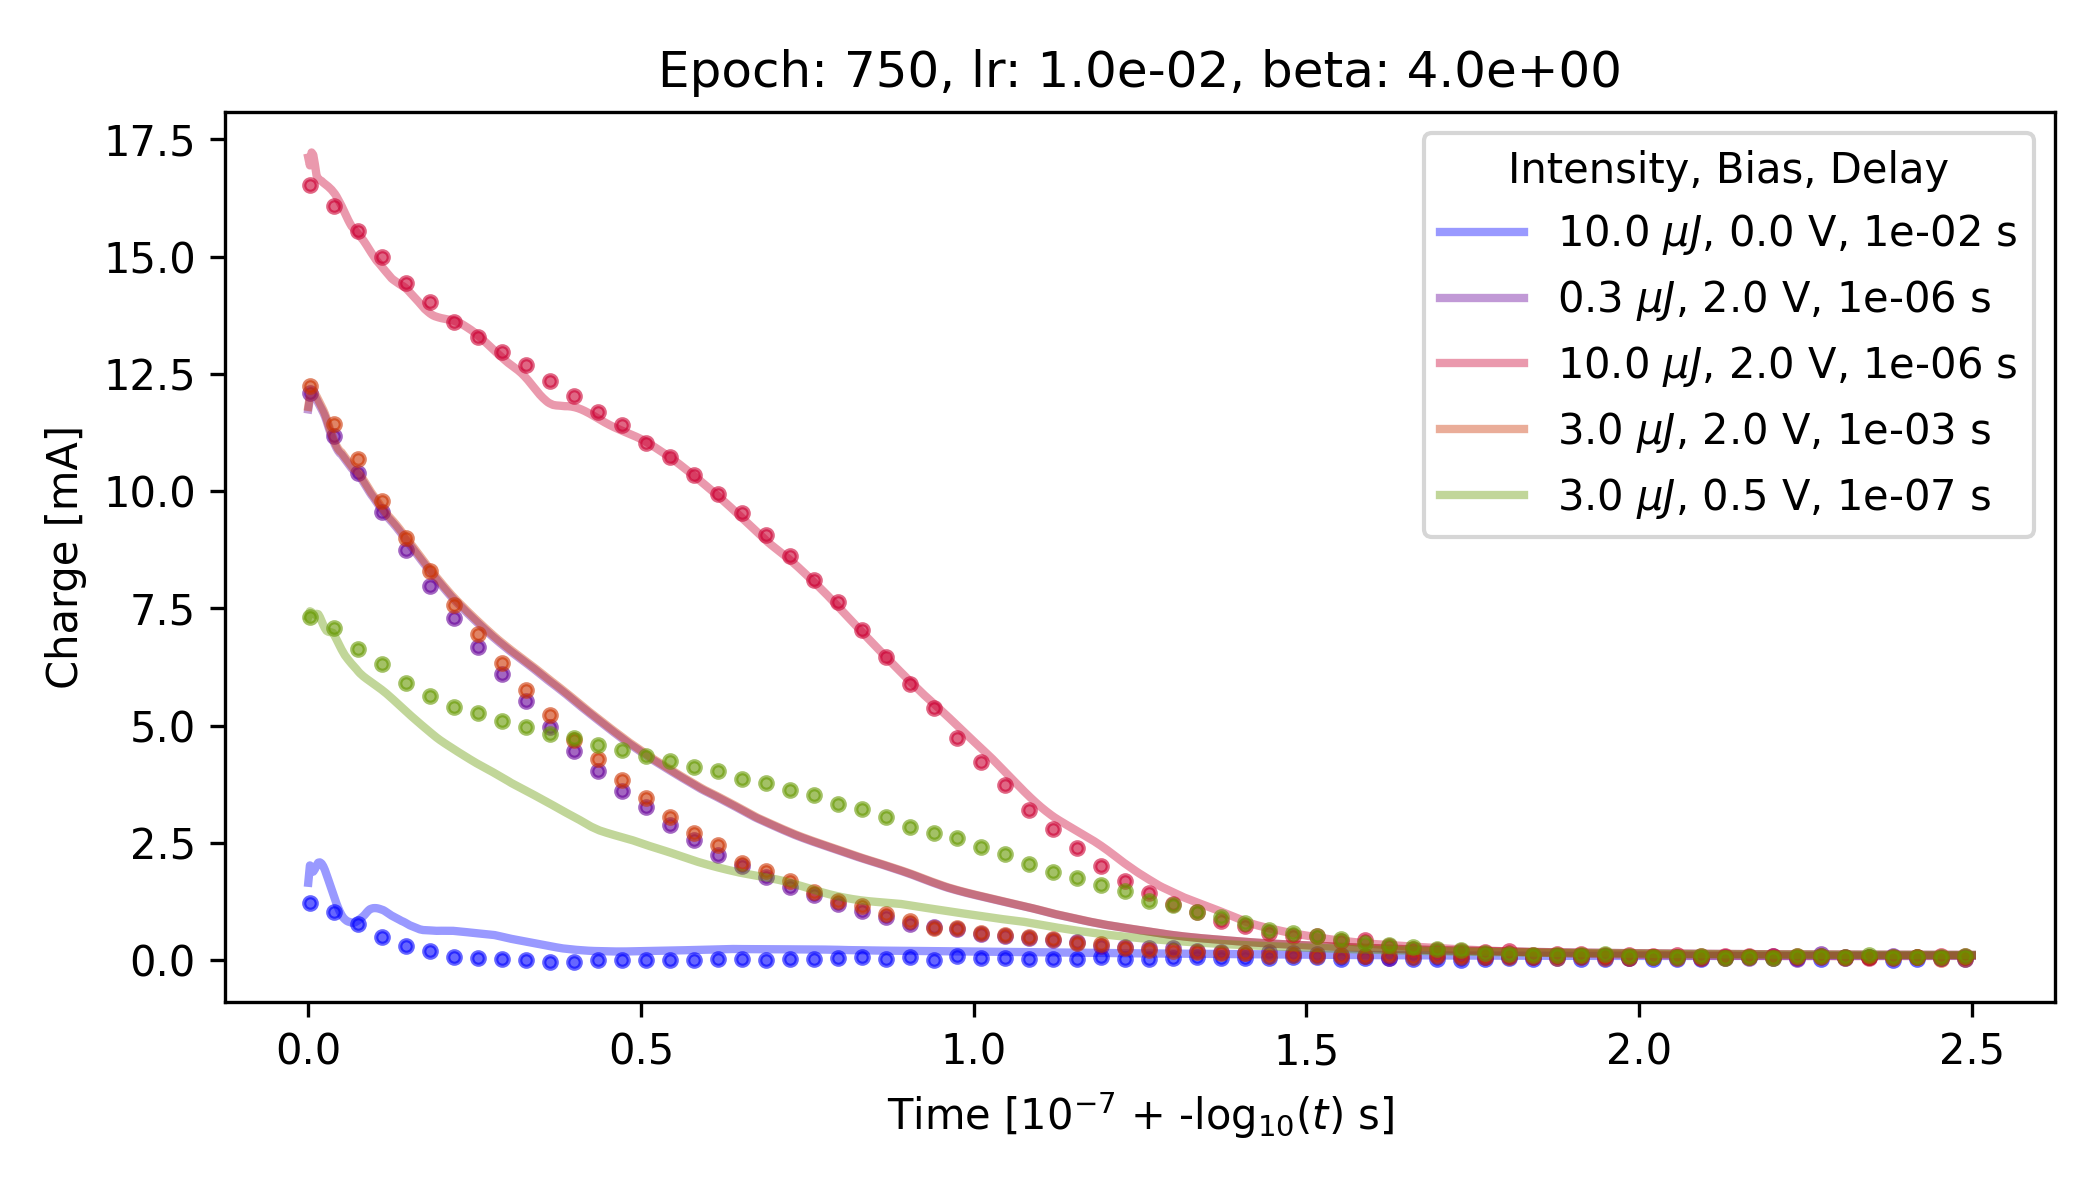 Epoch: 750, lr: 1.0e-02, beta: 4.0e+00
17.5
15.0
12.5
10.0
7.5
5.0
2.5
0.0
Charge [mA]
Intensity, Bias, Delay
10.0 μJ, 0.0 V, 1e-02 s
0.3 μJ, 2.0 V, 1e-06 s
10.0 μJ, 2.0 V, 1e-06 s
3.0 μJ, 2.0 V, 1e-03 s
3.0 μJ, 0.5 V, 1e-07 s
0.0 0.5 1.0 1.5 2.0 2.5
Time [10⁻⁷ + -log₁₀(t) s]